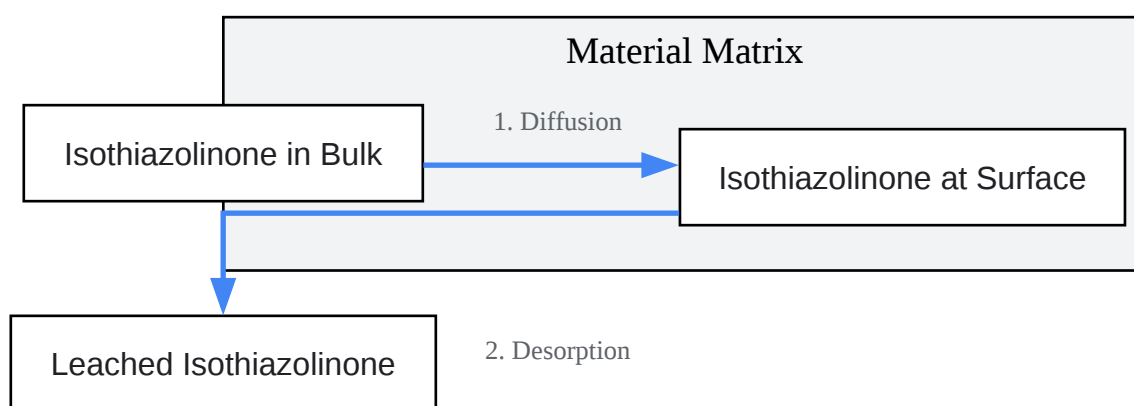 Material Matrix
1. Diffusion
Isothiazolinone in Bulk
Isothiazolinone at Surface
Leached Isothiazolinone
2. Desorption